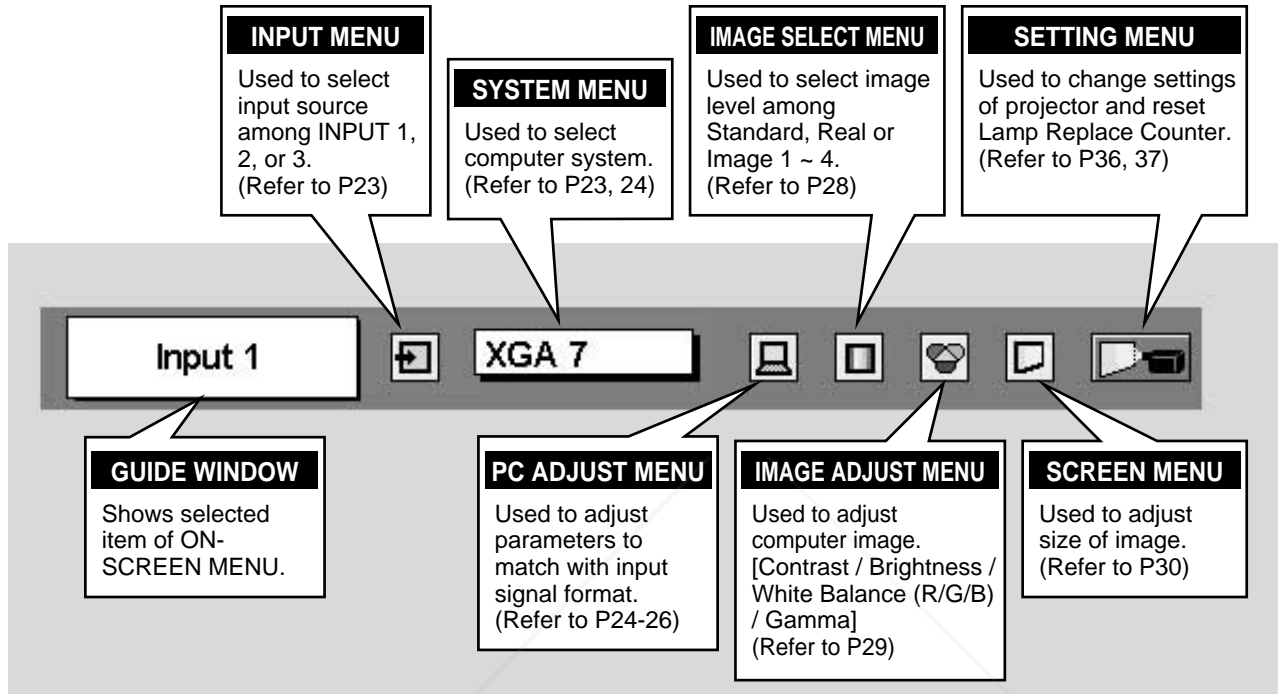 INPUT MENU
Used to select
input source
among INPUT 1,
2, or 3.
(Refer to P23)
SYSTEM MENU
Used to select
computer system.
(Refer to P23, 24)
IMAGE SELECT MENU
Used to select image
level among
Standard, Real or
Image 1 ~ 4.
(Refer to P28)
SETTING MENU
Used to change settings
of projector and reset
Lamp Replace Counter.
(Refer to P36, 37)
Input 1
XGA 7
GUIDE WINDOW
Shows selected
item of ON-
SCREEN MENU.
PC ADJUST MENU
Used to adjust
parameters to
match with input
signal format.
(Refer to P24-26)
IMAGE ADJUST MENU
Used to adjust
computer image.
[Contrast / Brightness /
White Balance (R/G/B)
/ Gamma]
(Refer to P29)
SCREEN MENU
Used to adjust
size of image.
(Refer to P30)